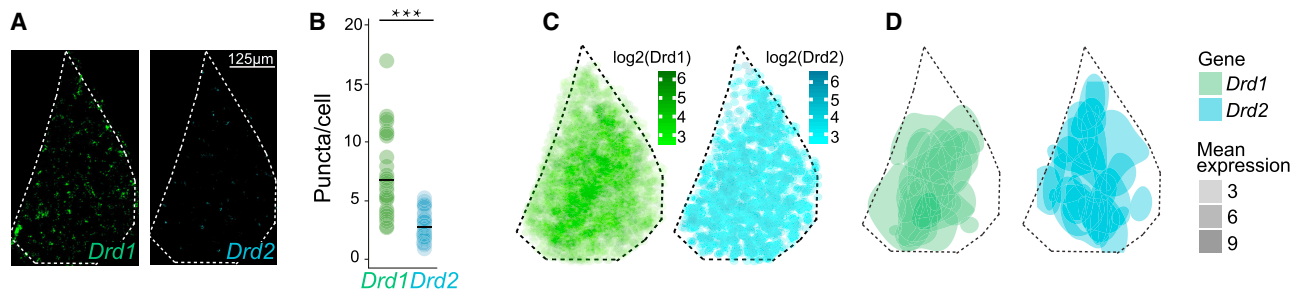 A
125µm
Drd1
Drd2
B
***
Puncta/cell
20
15
10
5
0
Drd1 Drd2
C
log2(Drd1)
6
5
4
3
log2(Drd2)
6
5
4
3
D
Gene
Drd1
Drd2
Mean
expression
3
6
9